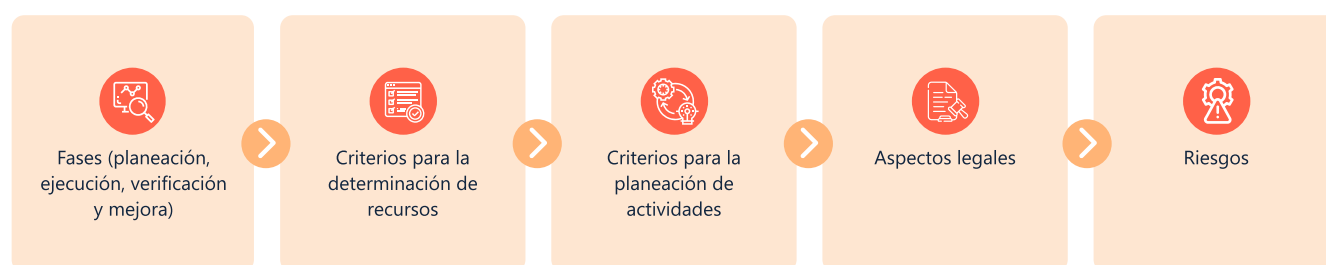 Fases (planeación,
ejecución, verificación
y mejora)
Criterios para la
determinación de
recursos
Criterios para la
planeación de
actividades
Aspectos legales
Riesgos